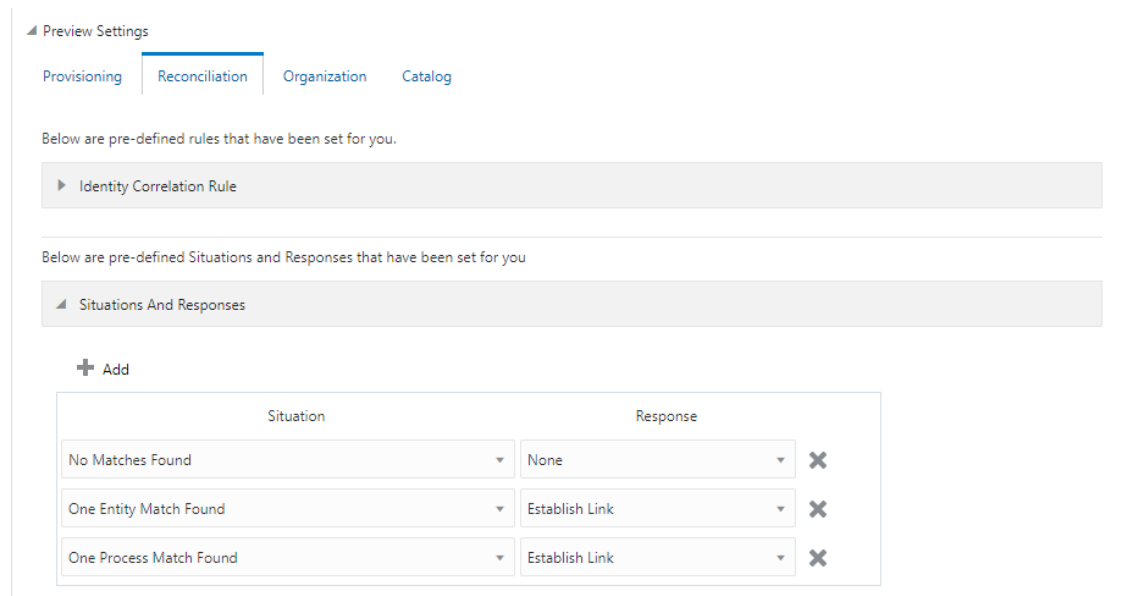 Preview Settings
Provisioning Reconciliation Organization Catalog
Below are pre-defined rules that have been set for you.
Identity Correlation Rule
Below are pre-defined Situations and Responses that have been set for you
Situations And Responses
Add
Situation Response
No Matches Found None
One Entity Match Found Establish Link
One Process Match Found Establish Link